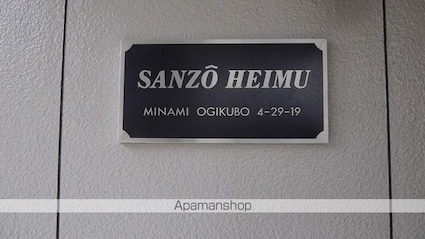 SANZÔ HEIMU
MINAMI OGIKUBO 4-29-19
Apamanshop